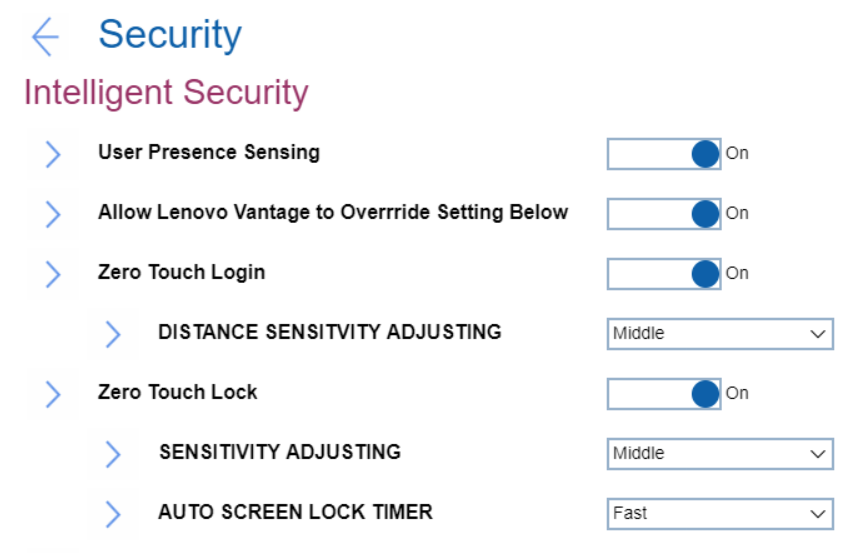 Security
Intelligent Security
User Presence Sensing On
Allow Lenovo Vantage to Overrride Setting Below On
Zero Touch Login On
DISTANCE SENSITVITY ADJUSTING Middle
Zero Touch Lock On
SENSITIVITY ADJUSTING Middle
AUTO SCREEN LOCK TIMER Fast